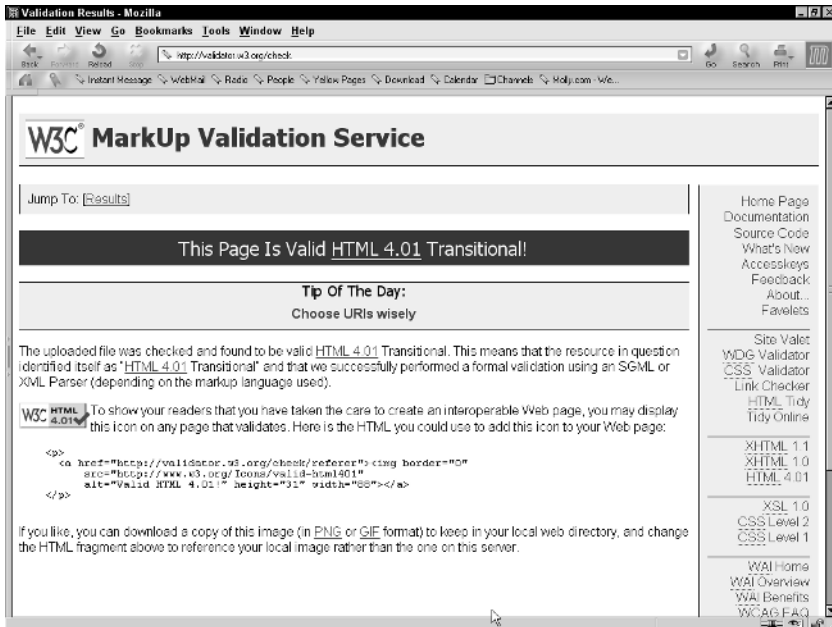 Validation Results - Mozilla
File Edit View Go Bookmarks Tools Window Help
Back Forward Reload Stop http://validator.w3.org/check Go Search Print
Instant Message WebMail Radio People Yellow Pages Download Calendar Channels Molly.com - We...
W3C® MarkUp Validation Service
Jump To: [Results]
This Page Is Valid HTML 4.01 Transitional!
Tip Of The Day:
Choose URIs wisely
The uploaded file was checked and found to be valid HTML 4.01 Transitional. This means that the resource in question
identified itself as "HTML 4.01 Transitional" and that we successfully performed a formal validation using an SGML or
XML Parser (depending on the markup language used).
W3C HTML 4.01
To show your readers that you have taken the care to create an interoperable Web page, you may display
this icon on any page that validates. Here is the HTML you could use to add this icon to your Web page:
<p>
<a href="http://validator.w3.org/check/referer"><img border="0"
src="http://www.w3.org/Icons/valid-html401"
alt="Valid HTML 4.01!" height="31" width="88"></a>
</p>
If you like, you can download a copy of this image (in PNG or GIF format) to keep in your local web directory, and change
the HTML fragment above to reference your local image rather than the one on this server.
Home Page
Documentation
Source Code
What's New
Accesskeys
Feedback
About...
Favelets
Site Valet
WDG Validator
CSS Validator
Link Checker
HTML Tidy
Tidy Online
XHTML 1.1
XHTML 1.0
HTML 4.01
XSL 1.0
CSS Level 2
CSS Level 1
WAI Home
WAI Overview
WAI Benefits
WCAG FAQ